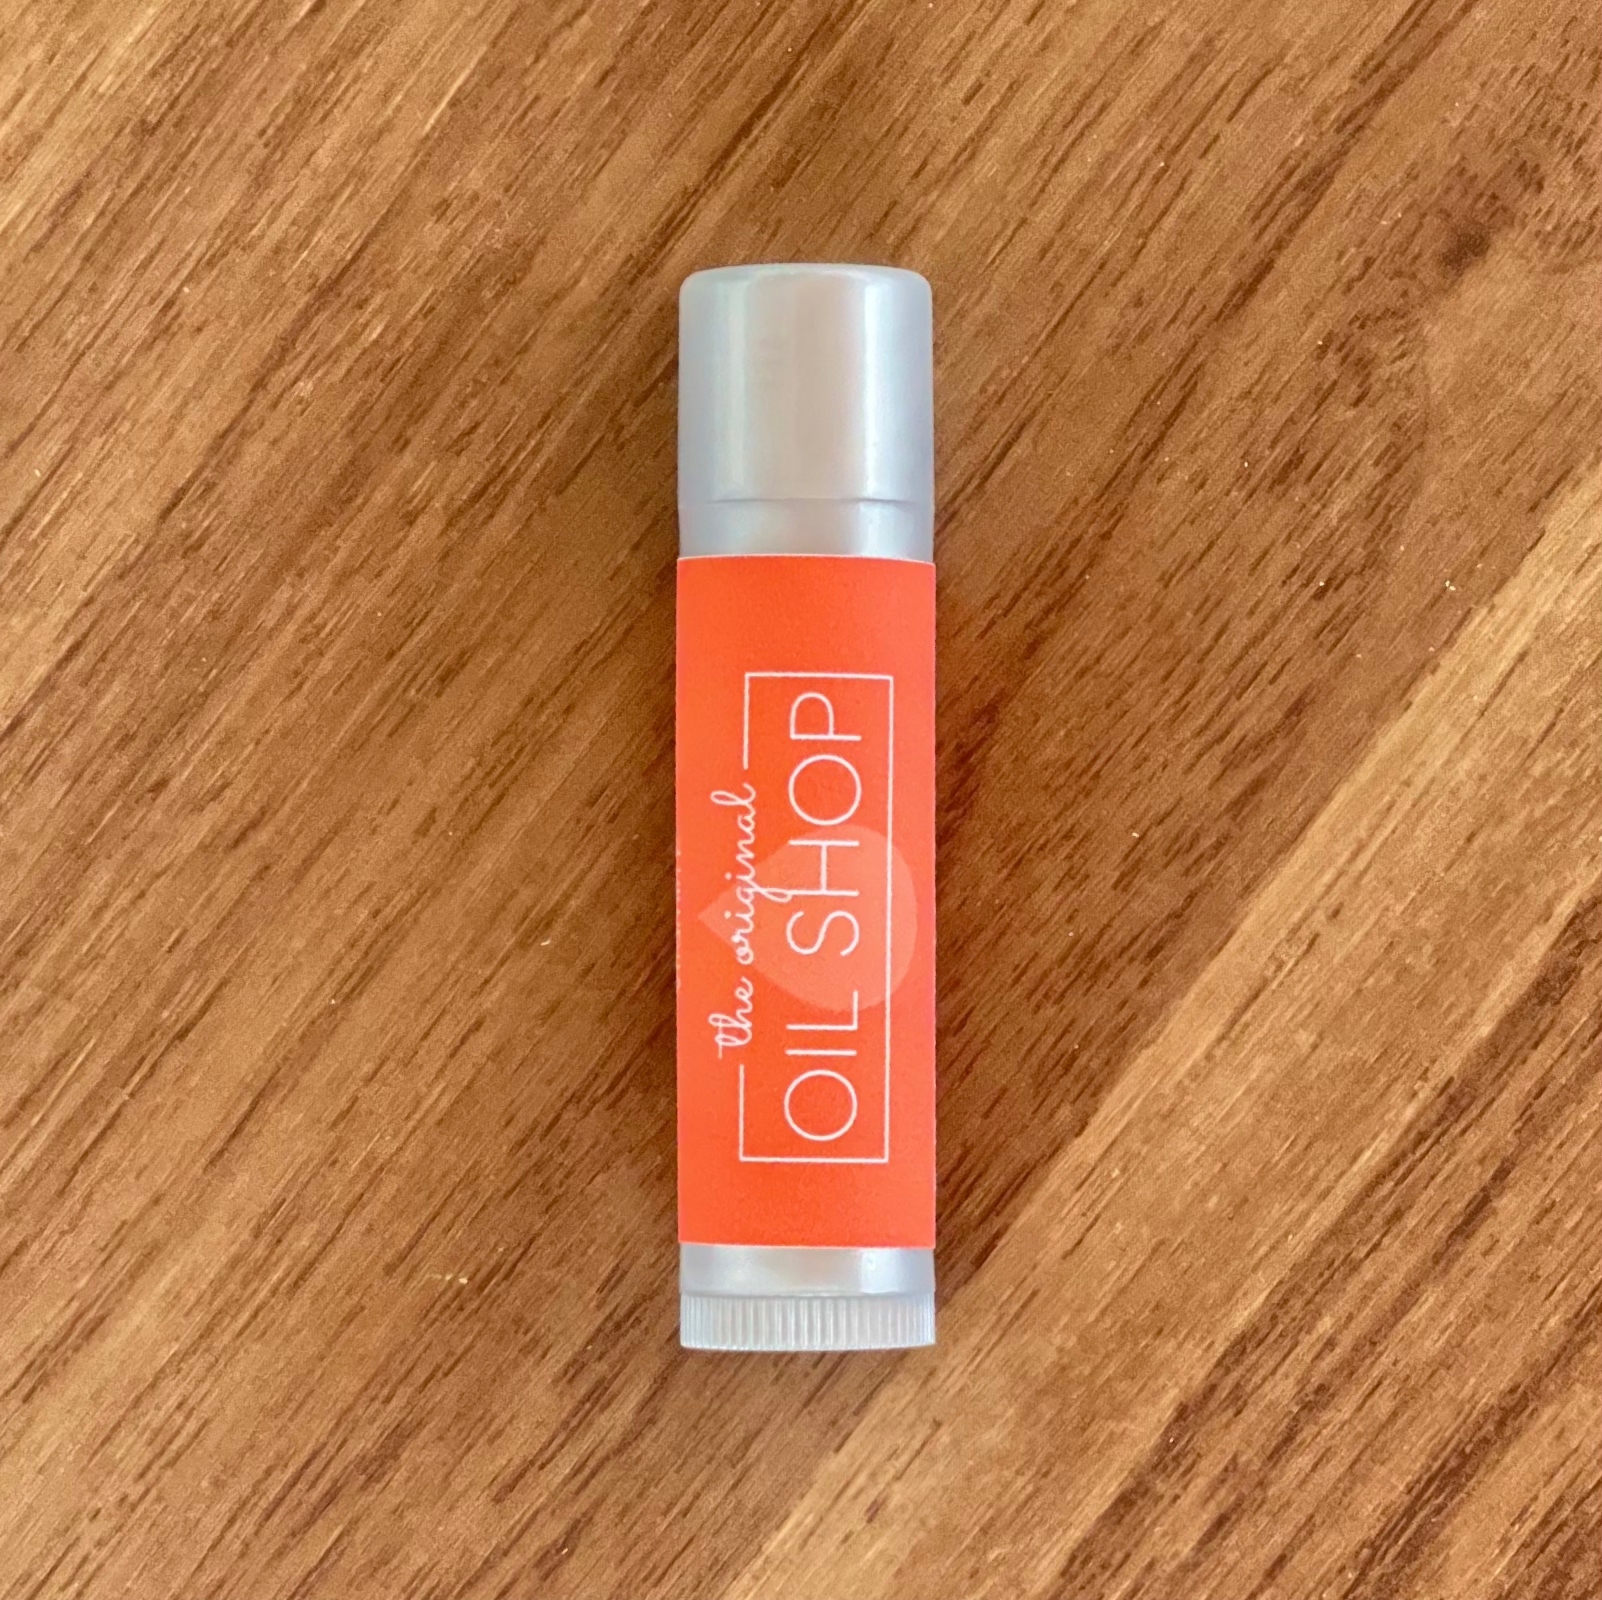 the original
OIL SHOP